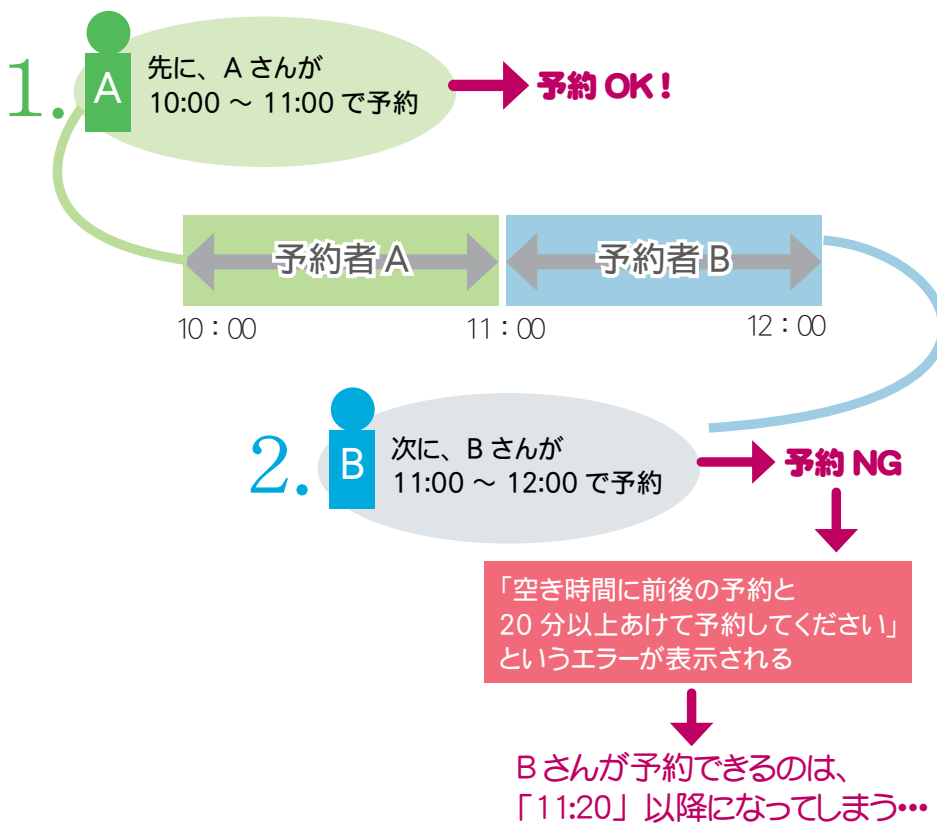 1.
A
先に、A さんが
10:00 ～ 11:00 で予約
予約 OK！
予約者 A
予約者 B
10：00
11：00
12：00
2.
B
次に、B さんが
11:00 ～ 12:00 で予約
予約 NG
「空き時間に前後の予約と
20 分以上あけて予約してください」
というエラーが表示される
B さんが予約できるのは、
「11:20」以降になってしまう…